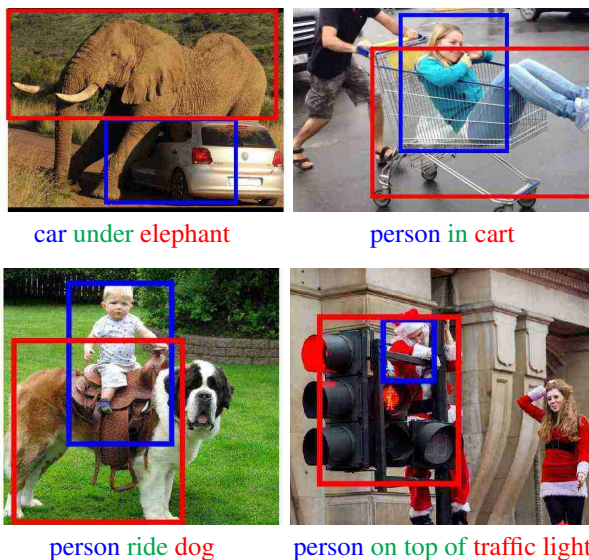 car under elephant
person in cart
person ride dog
person on top of traffic light